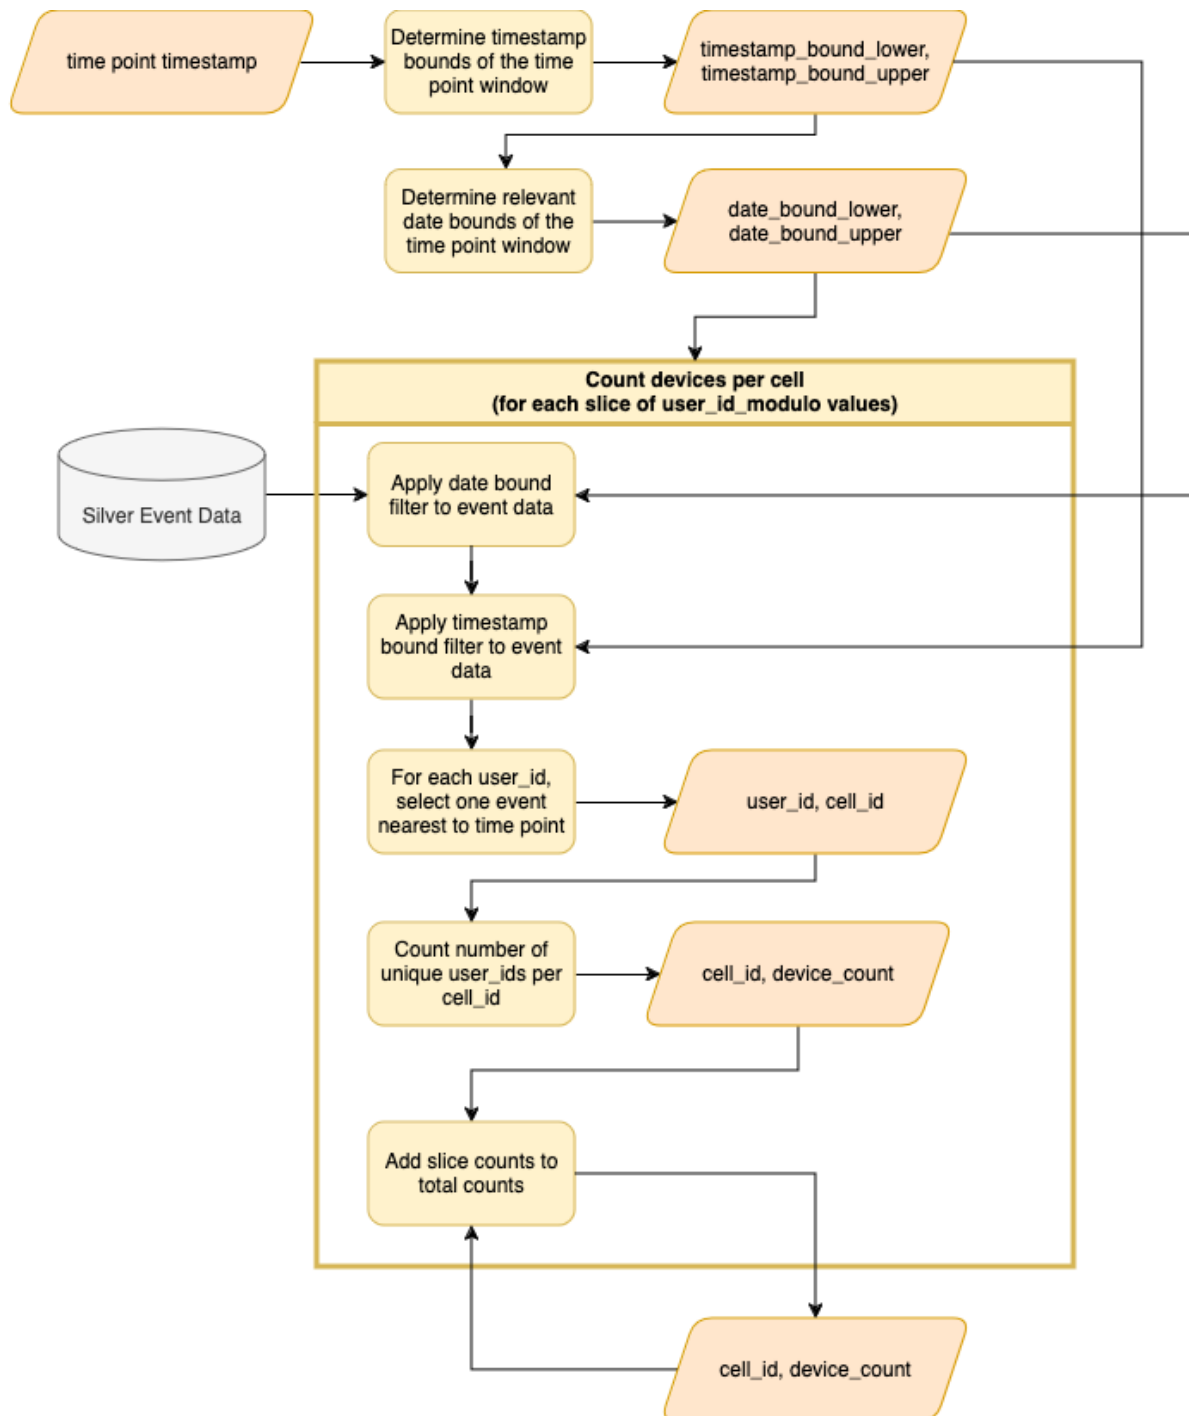 time point timestamp
Determine timestamp
bounds of the time
point window
timestamp_bound_lower,
timestamp_bound_upper
Determine relevant
date bounds of the
time point window
date_bound_lower,
date_bound_upper
Count devices per cell
(for each slice of user_id_modulo values)
Silver Event Data
Apply date bound
filter to event data
Apply timestamp
bound filter to event
data
For each user_id,
select one event
nearest to time point
user_id, cell_id
Count number of
unique user_ids per
cell_id
cell_id, device_count
Add slice counts to
total counts
cell_id, device_count